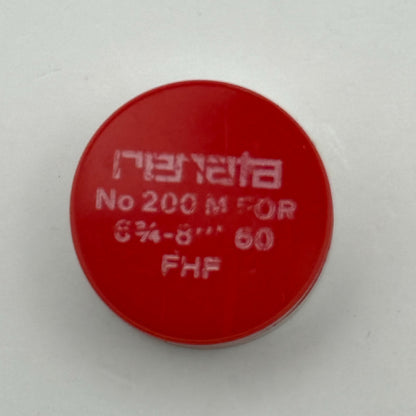 renata
No 200 M FOR
6¾-8''' 60
FHF